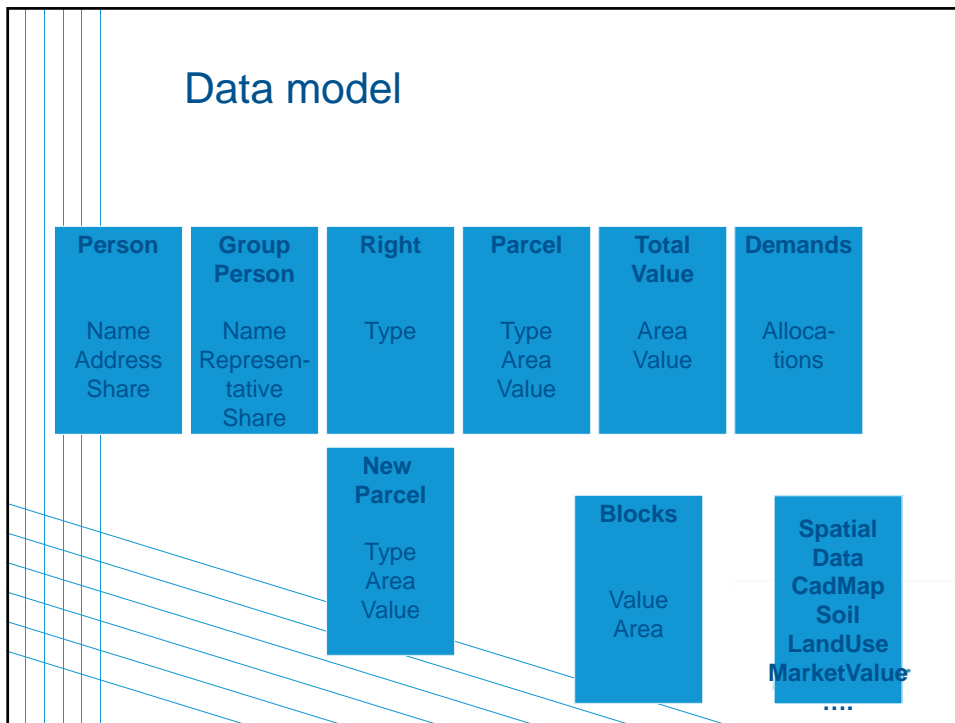 Data model
Person
Name
Address
Share
Group
Person
Name
Represen-
tative
Share
Right
Type
Parcel
Type
Area
Value
Total
Value
Area
Value
Demands
Alloca-
tions
New
Parcel
Type
Area
Value
Blocks
Value
Area
Spatial
Data
CadMap
Soil
LandUse
MarketValue
....